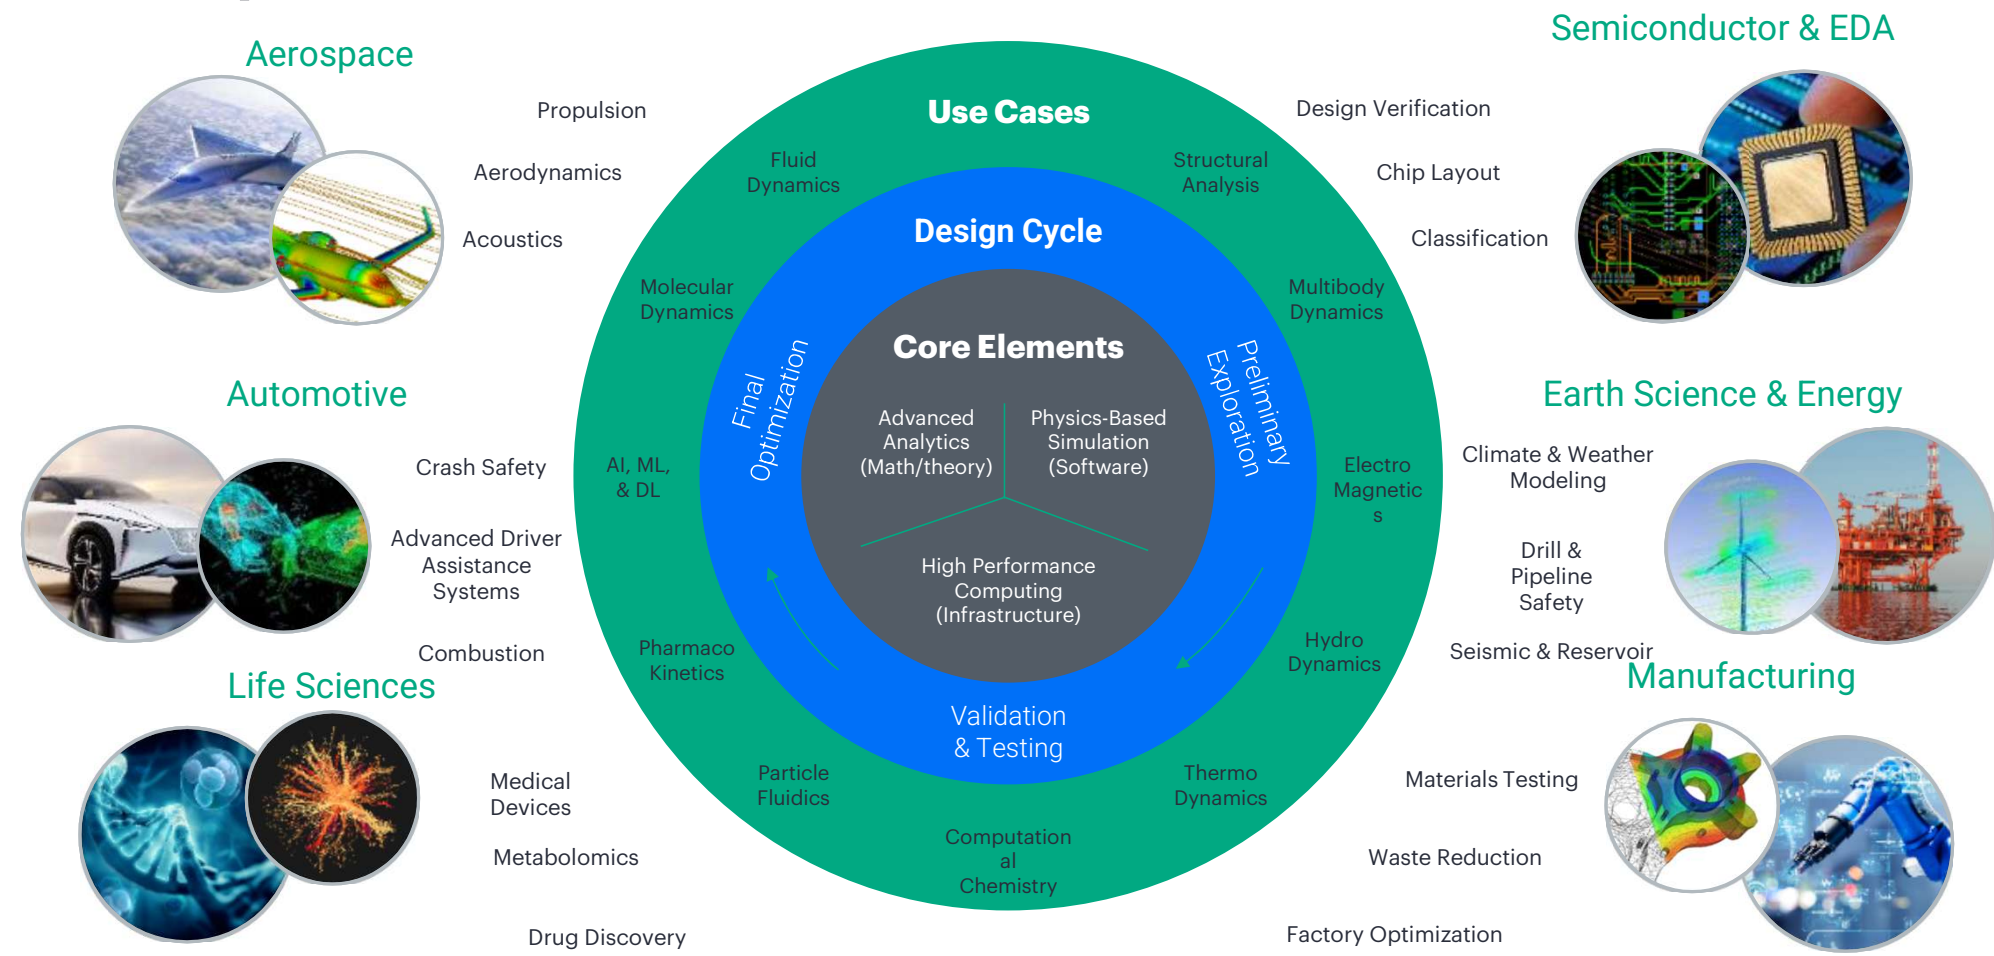 Aerospace
Propulsion
Aerodynamics
Acoustics
Automotive
Crash Safety
Advanced Driver
Assistance
Systems
Combustion
Life Sciences
Medical
Devices
Metabolomics
Drug Discovery
Use Cases
Fluid
Dynamics
Structural
Analysis
Molecular
Dynamics
Multibody
Dynamics
AI, ML,
& DL
Electro
Magnetic
s
Pharmaco
Kinetics
Hydro
Dynamics
Particle
Fluidics
Thermo
Dynamics
Computation
al
Chemistry
Design Cycle
Final
Optimization
Preliminary
Exploration
Validation
& Testing
Core Elements
Advanced
Analytics
(Math/theory)
Physics-Based
Simulation
(Software)
High Performance
Computing
(Infrastructure)
Semiconductor & EDA
Design Verification
Chip Layout
Classification
Earth Science & Energy
Climate & Weather
Modeling
Drill &
Pipeline
Safety
Seismic & Reservoir
Manufacturing
Materials Testing
Waste Reduction
Factory Optimization